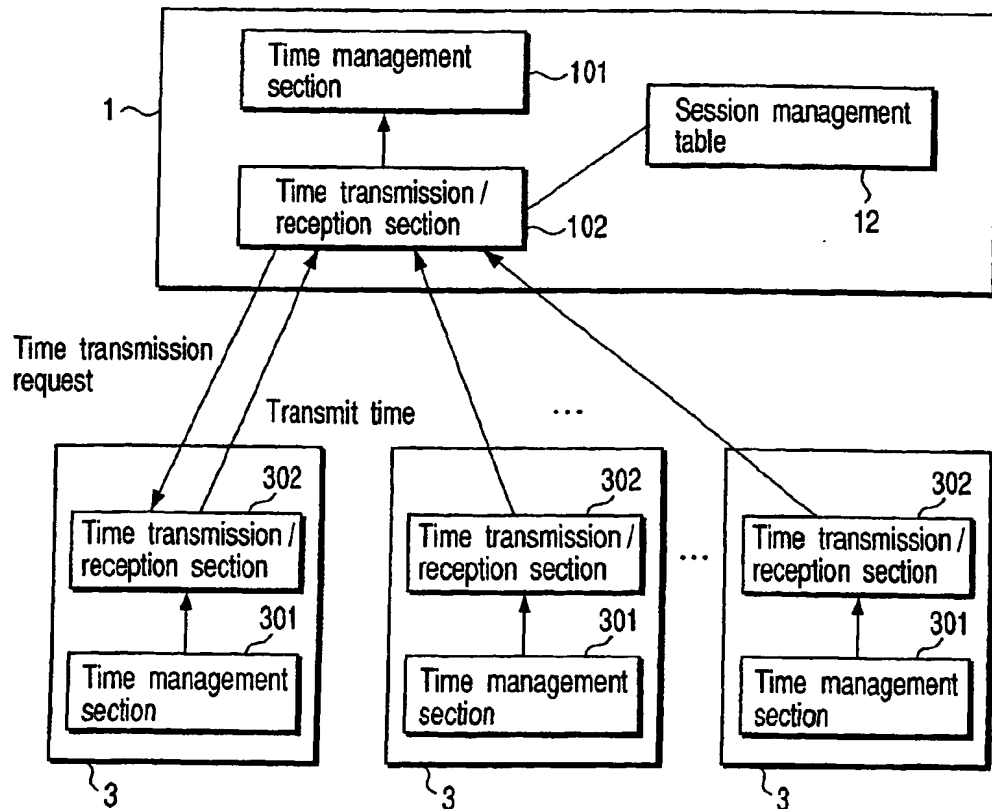 Time management
section
101
1
Session management
table
Time transmission /
reception section
102
12
Time transmission
request
Transmit time
...
302
Time transmission /
reception section
301
Time management
section
3
302
Time transmission /
reception section
301
Time management
section
3
...
302
Time transmission /
reception section
301
Time management
section
3